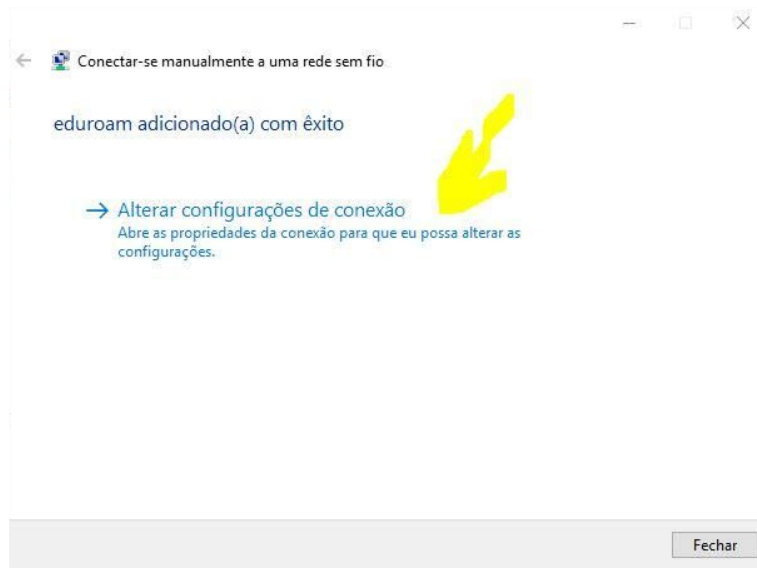 Conectar-se manualmente a uma rede sem fio
eduroam adicionado(a) com êxito
Alterar configurações de conexão
Abre as propriedades da conexão para que eu possa alterar as
configurações.
Fechar